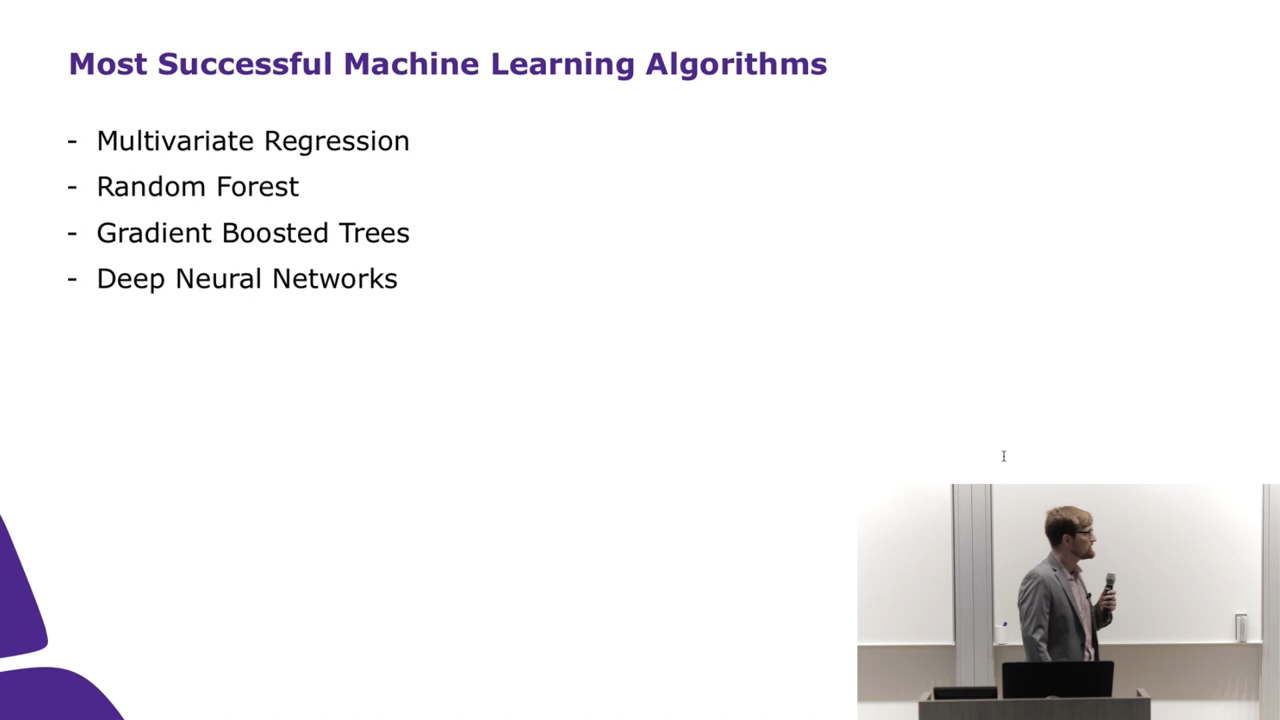 Most Successful Machine Learning Algorithms
- Multivariate Regression
- Random Forest
- Gradient Boosted Trees
- Deep Neural Networks